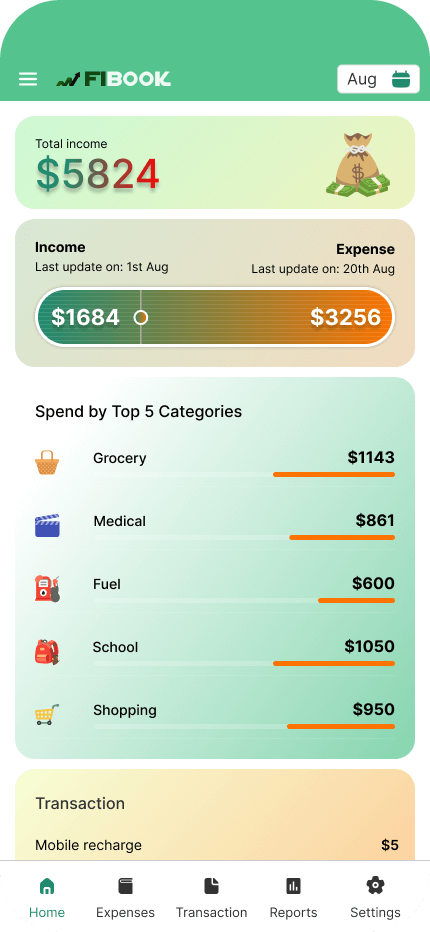 FIBOOK
Aug
Total income
$5824
Income
Expense
Last update on: 1st Aug
Last update on: 20th Aug
$1684
$3256
Spend by Top 5 Categories
Grocery $1143
Medical $861
Fuel $600
School $1050
Shopping $950
Transaction
Mobile recharge $5
Home Expenses Transaction Reports Settings